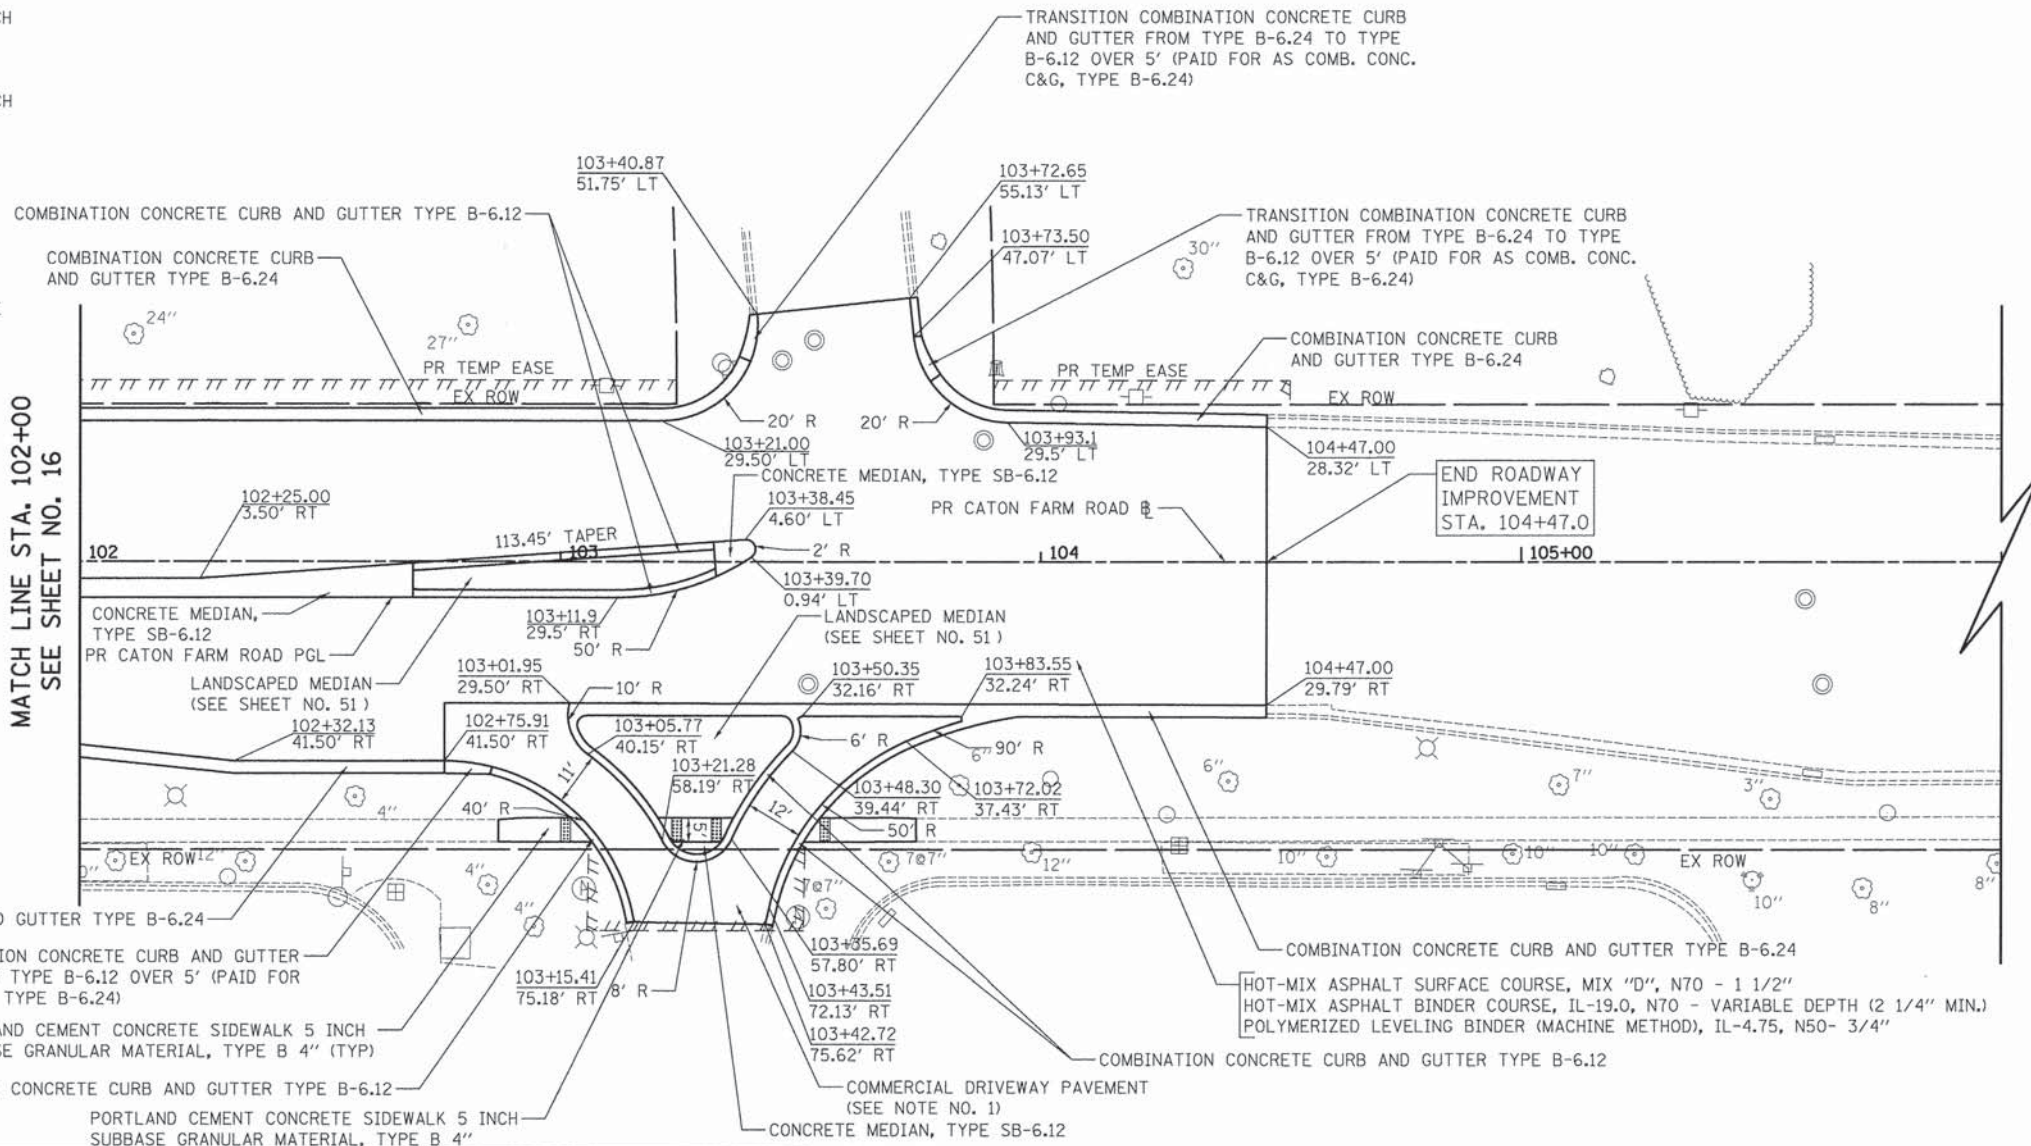 CH
CH
TRANSITION COMBINATION CONCRETE CURB
AND GUTTER FROM TYPE B-6.24 TO TYPE
B-6.12 OVER 5' (PAID FOR AS COMB. CONC.
C&G, TYPE B-6.24)
103+40.87
51.75' LT
103+72.65
55.13' LT
COMBINATION CONCRETE CURB AND GUTTER TYPE B-6.12
TRANSITION COMBINATION CONCRETE CURB
AND GUTTER FROM TYPE B-6.24 TO TYPE
B-6.12 OVER 5' (PAID FOR AS COMB. CONC.
C&G, TYPE B-6.24)
103+73.50
47.07' LT
30"
COMBINATION CONCRETE CURB
AND GUTTER TYPE B-6.24
24"
27"
COMBINATION CONCRETE CURB
AND GUTTER TYPE B-6.24
PR TEMP EASE
EX ROW
PR TEMP EASE
EX ROW
MATCH LINE STA. 102+00
SEE SHEET NO. 16
20' R
20' R
103+21.00
29.50' LT
103+93.1
29.5' LT
104+47.00
28.32' LT
CONCRETE MEDIAN, TYPE SB-6.12
END ROADWAY
IMPROVEMENT
STA. 104+47.0
102+25.00
3.50' RT
103+38.45
4.60' LT
PR CATON FARM ROAD ℄
113.45' TAPER
102
103
2' R
104
105+00
103+39.70
0.94' LT
CONCRETE MEDIAN,
TYPE SB-6.12
103+11.9
29.5' RT
LANDSCAPED MEDIAN
(SEE SHEET NO. 51)
50' R
PR CATON FARM ROAD PGL
103+01.95
29.50' RT
103+50.35
32.16' RT
103+83.55
32.24' RT
104+47.00
29.79' RT
LANDSCAPED MEDIAN
(SEE SHEET NO. 51)
10' R
102+32.13
41.50' RT
102+75.91
41.50' RT
103+05.77
40.15' RT
6' R
6"
90' R
103+21.28
58.19' RT
11'
6"
7"
3"
103+48.30
39.44' RT
103+72.02
37.43' RT
4"
40' R
12'
5'
50' R
EX ROW
12"
0"
4"
7@7"
12"
10"
10"
10"
EX ROW
7@7"
10"
8"
8"
4"
D GUTTER TYPE B-6.24
103+35.69
57.80' RT
COMBINATION CONCRETE CURB AND GUTTER TYPE B-6.24
ION CONCRETE CURB AND GUTTER
TYPE B-6.12 OVER 5' (PAID FOR
TYPE B-6.24)
103+15.41
75.18' RT
8' R
103+43.51
72.13' RT
HOT-MIX ASPHALT SURFACE COURSE, MIX "D", N70 - 1 1/2"
HOT-MIX ASPHALT BINDER COURSE, IL-19.0, N70 - VARIABLE DEPTH (2 1/4" MIN.)
POLYMERIZED LEVELING BINDER (MACHINE METHOD), IL-4.75, N50- 3/4"
AND CEMENT CONCRETE SIDEWALK 5 INCH
SE GRANULAR MATERIAL, TYPE B 4" (TYP)
103+42.72
75.62' RT
COMBINATION CONCRETE CURB AND GUTTER TYPE B-6.12
CONCRETE CURB AND GUTTER TYPE B-6.12
COMMERCIAL DRIVEWAY PAVEMENT
(SEE NOTE NO. 1)
PORTLAND CEMENT CONCRETE SIDEWALK 5 INCH
SUBBASE GRANULAR MATERIAL, TYPE B 4"
CONCRETE MEDIAN, TYPE SB-6.12